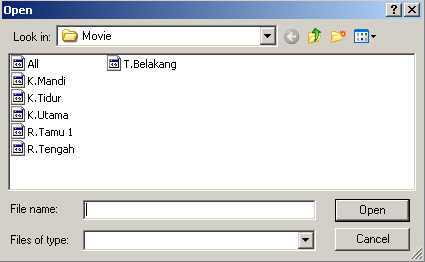 Open
Look in: Movie
All
K.Mandi
K.Tidur
K.Utama
R.Tamu 1
R.Tengah
T.Belakang
File name:
Open
Files of type:
Cancel